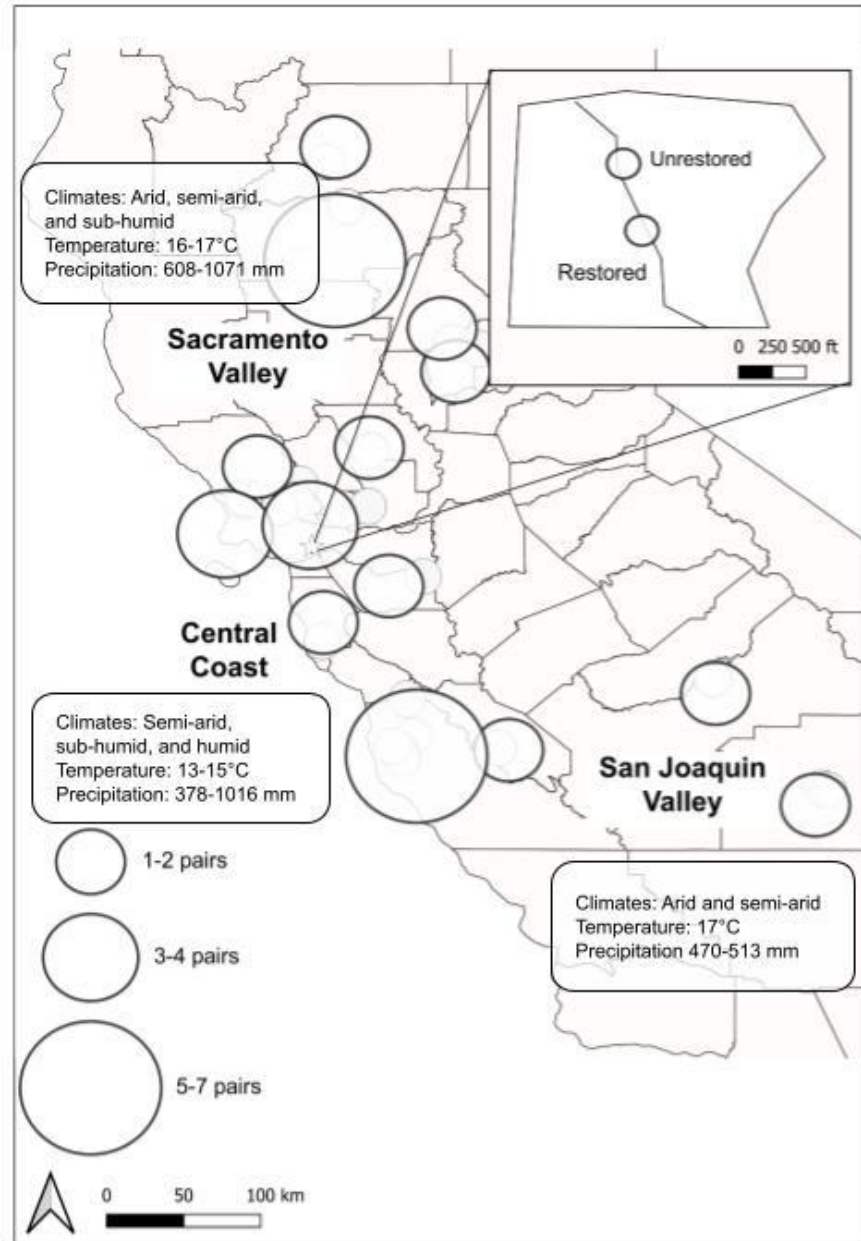 Climates: Arid, semi-arid,
and sub-humid
Temperature: 16-17°C
Precipitation: 608-1071 mm
Unrestored
Restored
0 250 500 ft
Sacramento
Valley
Central
Coast
Climates: Semi-arid,
sub-humid, and humid
Temperature: 13-15°C
Precipitation: 378-1016 mm
San Joaquin
Valley
Climates: Arid and semi-arid
Temperature: 17°C
Precipitation 470-513 mm
1-2 pairs
3-4 pairs
5-7 pairs
0 50 100 km